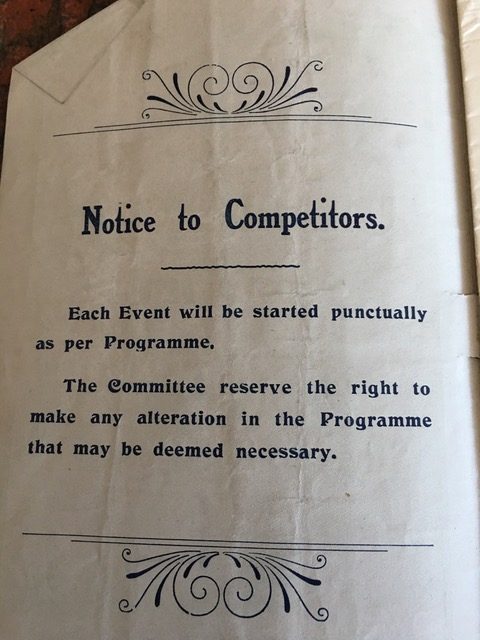 Notice to Competitors.
Each Event will be started punctually
as per Programme.
The Committee reserve the right to
make any alteration in the Programme
that may be deemed necessary.